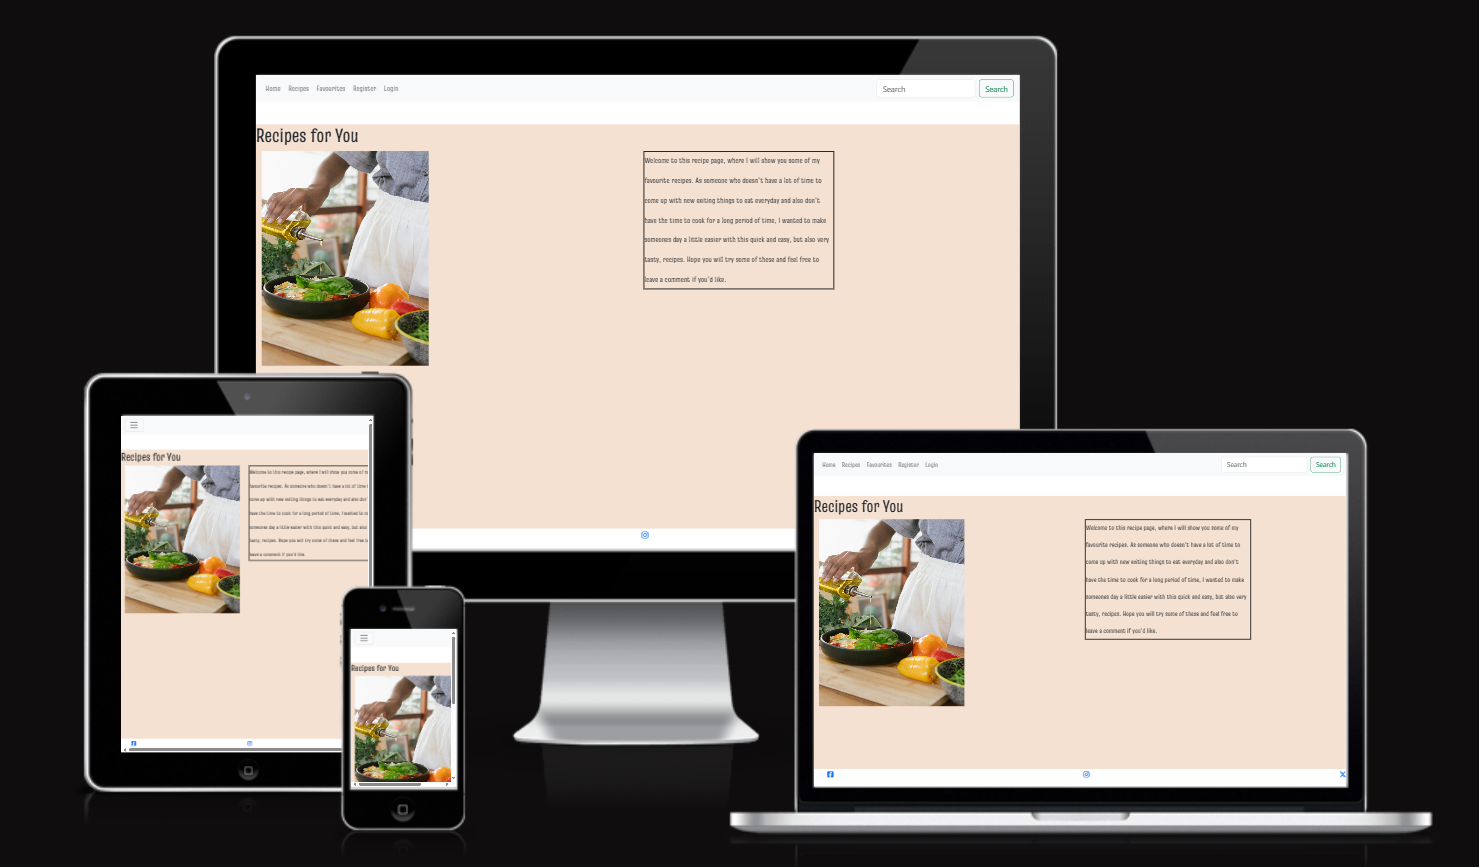 Home Recipes Favourites Register Login
Search
Search
Recipes for You
Welcome to this recipe page, where I will show you some of my
favourite recipes. As someone who doesn't have a lot of time to
come up with new exiting things to eat everyday and also don't
have the time to cook for a long period of time, I wanted to make
someones day a little easier with this quick and easy, but also very
tasty, recipes. Hope you will try some of these and feel free to
leave a comment if you'd like.
Recipes for You
Welcome to this recipe page, where I will show you some of
favourite recipes. As someone who doesn't have a lot of time
come up with new exiting things to eat everyday and also don'
have the time to cook for a long period of time, I wanted to
someones day a little easier with this quick and easy, but also
tasty, recipes. Hope you will try some of these and feel free
leave a comment if you'd like.
Recipes for You
Home Recipes Favourites Register Login
Search
Search
Recipes for You
Welcome to this recipe page, where I will show you some of my
favourite recipes. As someone who doesn't have a lot of time to
come up with new exiting things to eat everyday and also don't
have the time to cook for a long period of time, I wanted to make
someones day a little easier with this quick and easy, but also very
tasty, recipes. Hope you will try some of these and feel free to
leave a comment if you'd like.